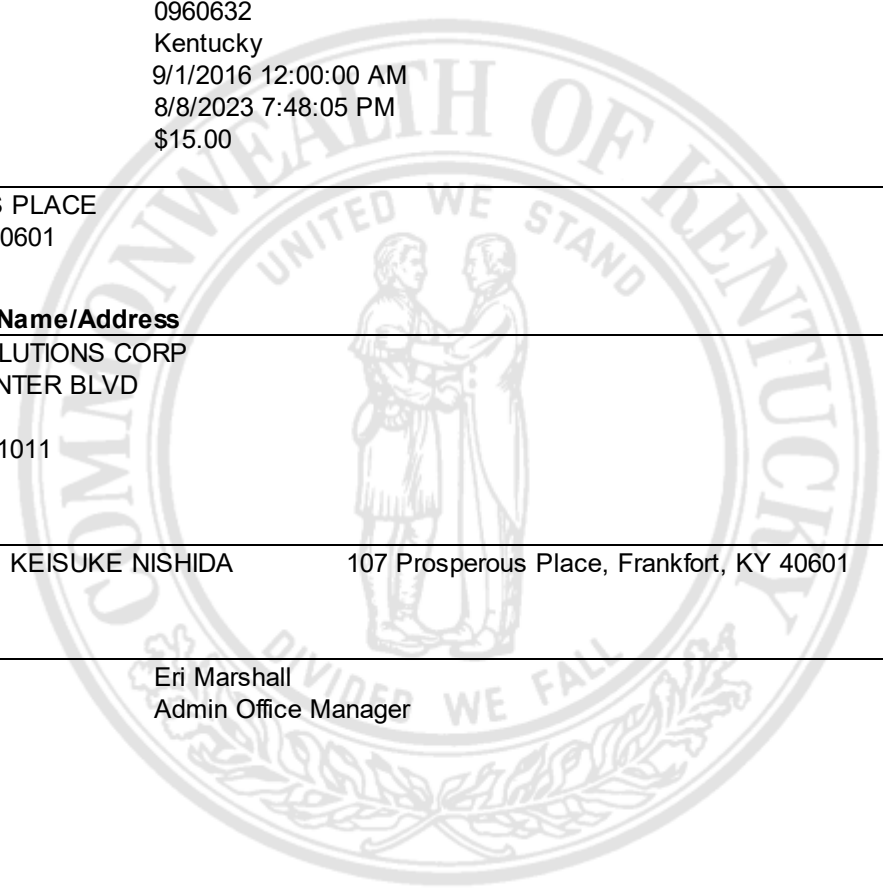 0960632
Kentucky
9/1/2016 12:00:00 AM
8/8/2023 7:48:05 PM
$15.00
S PLACE
0601
Name/Address
LUTIONS CORP
NTER BLVD
1011
KEISUKE NISHIDA 107 Prosperous Place, Frankfort, KY 40601
Eri Marshall
Admin Office Manager
COMMONWEALTH OF KENTUCKY
UNITED WE STAND
DIVIDED WE FALL